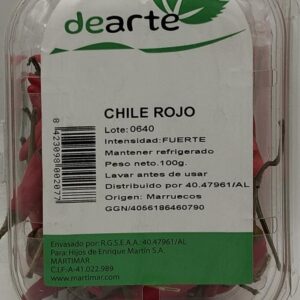 dearte
CHILE ROJO
Lote: 0640
Intensidad: FUERTE
Mantener refrigerado
Peso neto. 100g.
Lavar antes de usar
Distribuido por 40.47961/AL
Origen: Marruecos
GGN/4056186460790
8423098002077
Envasado por: R.G.S.E.A.A. 40.47961/AL
Para: Hijos de Enrique Martín S.A.
MARTIMAR
C.I.F-A-41.022.989
www.martimar.com